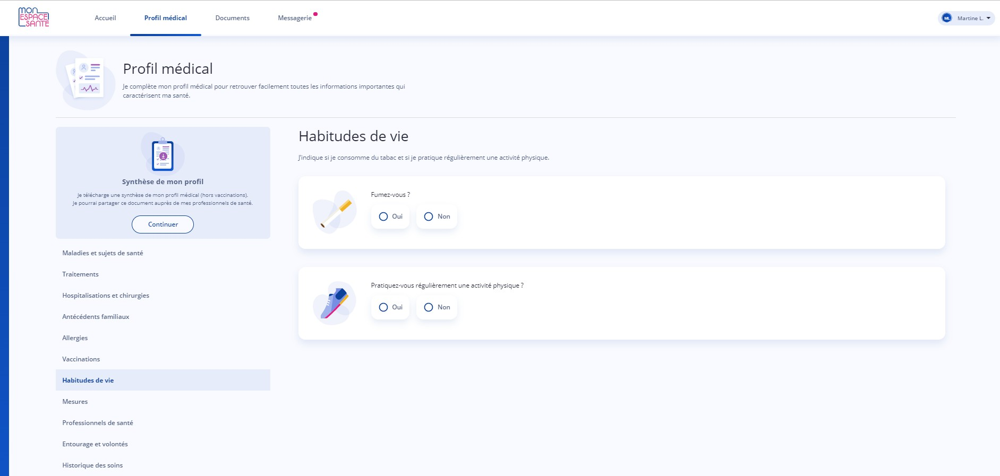 MON
ESPACE
SANTÉ
Accueil
Profil médical
Documents
Messagerie
ML
Martine L.
Profil médical
Je complète mon profil médical pour retrouver facilement toutes les informations importantes qui
caractérisent ma santé.
Synthèse de mon profil
Je télécharge une synthèse de mon profil médical (hors vaccinations).
Je pourrai partager ce document auprès de mes professionnels de santé.
Continuer
Maladies et sujets de santé
Traitements
Hospitalisations et chirurgies
Antécédents familiaux
Allergies
Vaccinations
Habitudes de vie
Mesures
Professionnels de santé
Entourage et volontés
Historique des soins
Habitudes de vie
J'indique si je consomme du tabac et si je pratique régulièrement une activité physique.
Fumez-vous ?
Oui
Non
Pratiquez-vous régulièrement une activité physique ?
Oui
Non